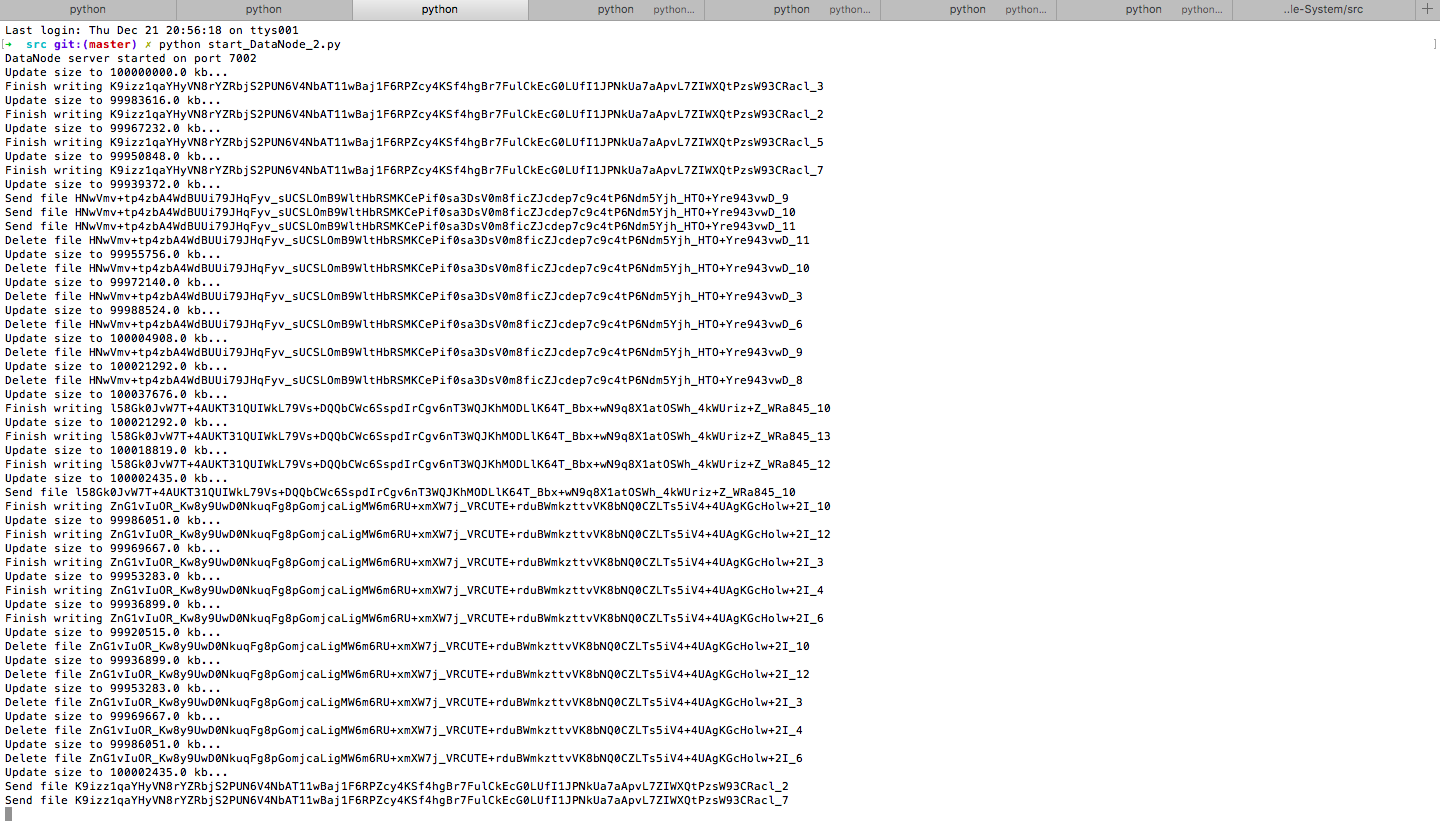 python python python python python... python python... python python... python python... ..le-System/src +
Last login: Thu Dec 21 20:56:18 on ttys001
[➜ src git:(master) ✗ python start_DataNode_2.py ]
DataNode server started on port 7002
Update size to 100000000.0 kb...
Finish writing K9izz1qaYHyVN8rYZRbjS2PUN6V4NbAT11wBaj1F6RPZcy4KSf4hgBr7FulCkEcG0LUfI1JPNkUa7aApvL7ZIWXQtPzsW93CRacl_3
Update size to 99983616.0 kb...
Finish writing K9izz1qaYHyVN8rYZRbjS2PUN6V4NbAT11wBaj1F6RPZcy4KSf4hgBr7FulCkEcG0LUfI1JPNkUa7aApvL7ZIWXQtPzsW93CRacl_2
Update size to 99967232.0 kb...
Finish writing K9izz1qaYHyVN8rYZRbjS2PUN6V4NbAT11wBaj1F6RPZcy4KSf4hgBr7FulCkEcG0LUfI1JPNkUa7aApvL7ZIWXQtPzsW93CRacl_5
Update size to 99950848.0 kb...
Finish writing K9izz1qaYHyVN8rYZRbjS2PUN6V4NbAT11wBaj1F6RPZcy4KSf4hgBr7FulCkEcG0LUfI1JPNkUa7aApvL7ZIWXQtPzsW93CRacl_7
Update size to 99939372.0 kb...
Send file HNwVmv+tp4zbA4WdBUUi79JHqFyv_sUCSLOmB9WltHbRSMKCePif0sa3DsV0m8ficZJcdep7c9c4tP6Ndm5Yjh_HTO+Yre943vwD_9
Send file HNwVmv+tp4zbA4WdBUUi79JHqFyv_sUCSLOmB9WltHbRSMKCePif0sa3DsV0m8ficZJcdep7c9c4tP6Ndm5Yjh_HTO+Yre943vwD_10
Send file HNwVmv+tp4zbA4WdBUUi79JHqFyv_sUCSLOmB9WltHbRSMKCePif0sa3DsV0m8ficZJcdep7c9c4tP6Ndm5Yjh_HTO+Yre943vwD_11
Delete file HNwVmv+tp4zbA4WdBUUi79JHqFyv_sUCSLOmB9WltHbRSMKCePif0sa3DsV0m8ficZJcdep7c9c4tP6Ndm5Yjh_HTO+Yre943vwD_11
Update size to 99955756.0 kb...
Delete file HNwVmv+tp4zbA4WdBUUi79JHqFyv_sUCSLOmB9WltHbRSMKCePif0sa3DsV0m8ficZJcdep7c9c4tP6Ndm5Yjh_HTO+Yre943vwD_10
Update size to 99972140.0 kb...
Delete file HNwVmv+tp4zbA4WdBUUi79JHqFyv_sUCSLOmB9WltHbRSMKCePif0sa3DsV0m8ficZJcdep7c9c4tP6Ndm5Yjh_HTO+Yre943vwD_3
Update size to 99988524.0 kb...
Delete file HNwVmv+tp4zbA4WdBUUi79JHqFyv_sUCSLOmB9WltHbRSMKCePif0sa3DsV0m8ficZJcdep7c9c4tP6Ndm5Yjh_HTO+Yre943vwD_6
Update size to 100004908.0 kb...
Delete file HNwVmv+tp4zbA4WdBUUi79JHqFyv_sUCSLOmB9WltHbRSMKCePif0sa3DsV0m8ficZJcdep7c9c4tP6Ndm5Yjh_HTO+Yre943vwD_9
Update size to 100021292.0 kb...
Delete file HNwVmv+tp4zbA4WdBUUi79JHqFyv_sUCSLOmB9WltHbRSMKCePif0sa3DsV0m8ficZJcdep7c9c4tP6Ndm5Yjh_HTO+Yre943vwD_8
Update size to 100037676.0 kb...
Finish writing l58Gk0JvW7T+4AUKT31QUIWkL79Vs+DQQbCWc6SspdIrCgv6nT3WQJKhMODLlK64T_Bbx+wN9q8X1atOSWh_4kWUriz+Z_WRa845_10
Update size to 100021292.0 kb...
Finish writing l58Gk0JvW7T+4AUKT31QUIWkL79Vs+DQQbCWc6SspdIrCgv6nT3WQJKhMODLlK64T_Bbx+wN9q8X1atOSWh_4kWUriz+Z_WRa845_13
Update size to 100018819.0 kb...
Finish writing l58Gk0JvW7T+4AUKT31QUIWkL79Vs+DQQbCWc6SspdIrCgv6nT3WQJKhMODLlK64T_Bbx+wN9q8X1atOSWh_4kWUriz+Z_WRa845_12
Update size to 100002435.0 kb...
Send file l58Gk0JvW7T+4AUKT31QUIWkL79Vs+DQQbCWc6SspdIrCgv6nT3WQJKhMODLlK64T_Bbx+wN9q8X1atOSWh_4kWUriz+Z_WRa845_10
Finish writing ZnG1vIuOR_Kw8y9UwD0NkuqFg8pGomjcaLigMW6m6RU+xmXW7j_VRCUTE+rduBWmkzttvVK8bNQ0CZLTs5iV4+4UAgKGcHolw+2I_10
Update size to 99986051.0 kb...
Finish writing ZnG1vIuOR_Kw8y9UwD0NkuqFg8pGomjcaLigMW6m6RU+xmXW7j_VRCUTE+rduBWmkzttvVK8bNQ0CZLTs5iV4+4UAgKGcHolw+2I_12
Update size to 99969667.0 kb...
Finish writing ZnG1vIuOR_Kw8y9UwD0NkuqFg8pGomjcaLigMW6m6RU+xmXW7j_VRCUTE+rduBWmkzttvVK8bNQ0CZLTs5iV4+4UAgKGcHolw+2I_3
Update size to 99953283.0 kb...
Finish writing ZnG1vIuOR_Kw8y9UwD0NkuqFg8pGomjcaLigMW6m6RU+xmXW7j_VRCUTE+rduBWmkzttvVK8bNQ0CZLTs5iV4+4UAgKGcHolw+2I_4
Update size to 99936899.0 kb...
Finish writing ZnG1vIuOR_Kw8y9UwD0NkuqFg8pGomjcaLigMW6m6RU+xmXW7j_VRCUTE+rduBWmkzttvVK8bNQ0CZLTs5iV4+4UAgKGcHolw+2I_6
Update size to 99920515.0 kb...
Delete file ZnG1vIuOR_Kw8y9UwD0NkuqFg8pGomjcaLigMW6m6RU+xmXW7j_VRCUTE+rduBWmkzttvVK8bNQ0CZLTs5iV4+4UAgKGcHolw+2I_10
Update size to 99936899.0 kb...
Delete file ZnG1vIuOR_Kw8y9UwD0NkuqFg8pGomjcaLigMW6m6RU+xmXW7j_VRCUTE+rduBWmkzttvVK8bNQ0CZLTs5iV4+4UAgKGcHolw+2I_12
Update size to 99953283.0 kb...
Delete file ZnG1vIuOR_Kw8y9UwD0NkuqFg8pGomjcaLigMW6m6RU+xmXW7j_VRCUTE+rduBWmkzttvVK8bNQ0CZLTs5iV4+4UAgKGcHolw+2I_3
Update size to 99969667.0 kb...
Delete file ZnG1vIuOR_Kw8y9UwD0NkuqFg8pGomjcaLigMW6m6RU+xmXW7j_VRCUTE+rduBWmkzttvVK8bNQ0CZLTs5iV4+4UAgKGcHolw+2I_4
Update size to 99986051.0 kb...
Delete file ZnG1vIuOR_Kw8y9UwD0NkuqFg8pGomjcaLigMW6m6RU+xmXW7j_VRCUTE+rduBWmkzttvVK8bNQ0CZLTs5iV4+4UAgKGcHolw+2I_6
Update size to 100002435.0 kb...
Send file K9izz1qaYHyVN8rYZRbjS2PUN6V4NbAT11wBaj1F6RPZcy4KSf4hgBr7FulCkEcG0LUfI1JPNkUa7aApvL7ZIWXQtPzsW93CRacl_2
Send file K9izz1qaYHyVN8rYZRbjS2PUN6V4NbAT11wBaj1F6RPZcy4KSf4hgBr7FulCkEcG0LUfI1JPNkUa7aApvL7ZIWXQtPzsW93CRacl_7